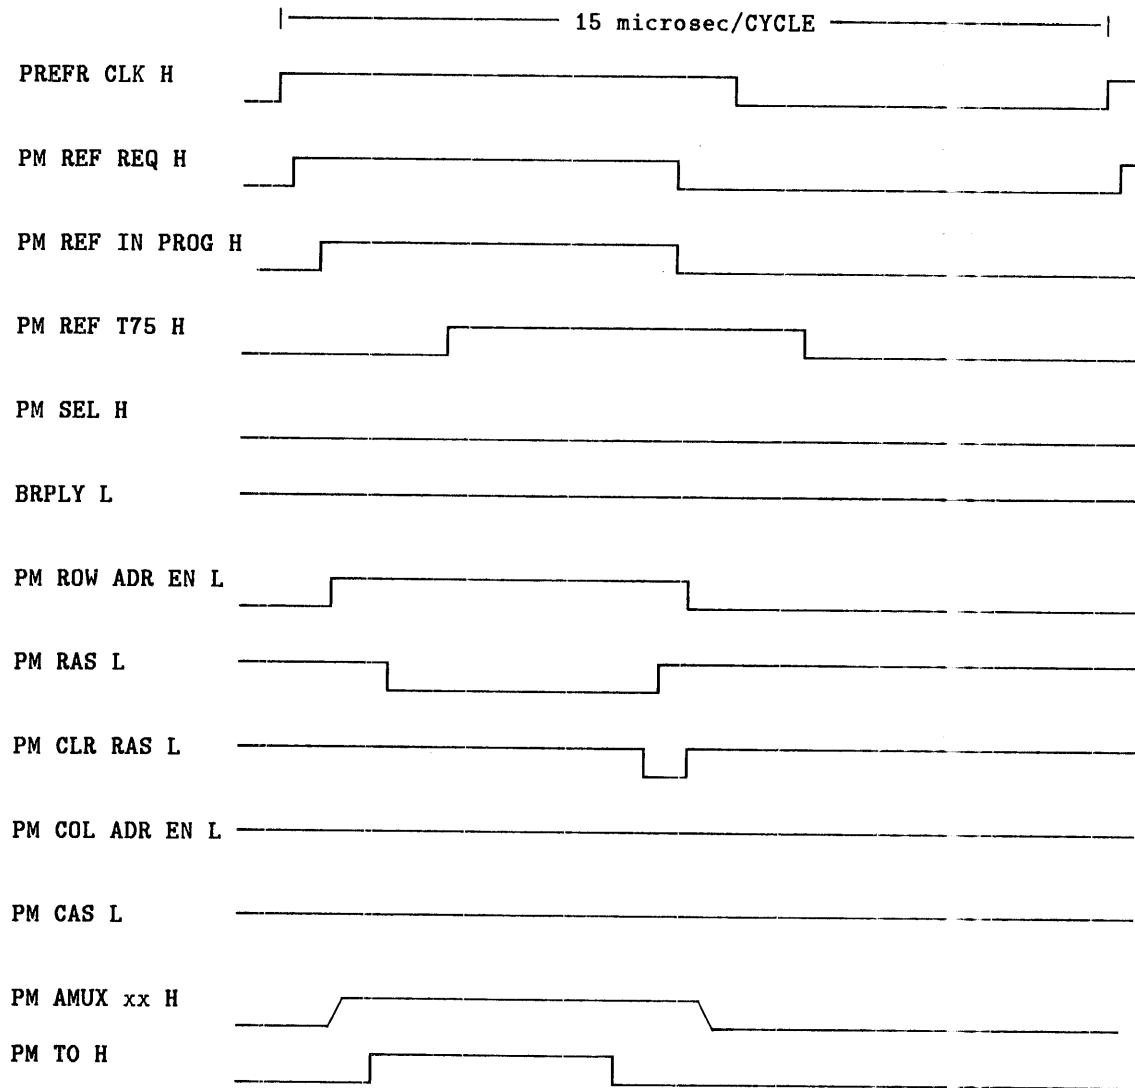 15 microsec/CYCLE
PREFR CLK H
PM REF REQ H
PM REF IN PROG H
PM REF T75 H
PM SEL H
BRPLY L
PM ROW ADR EN L
PM RAS L
PM CLR RAS L
PM COL ADR EN L
PM CAS L
PM AMUX xx H
PM TO H